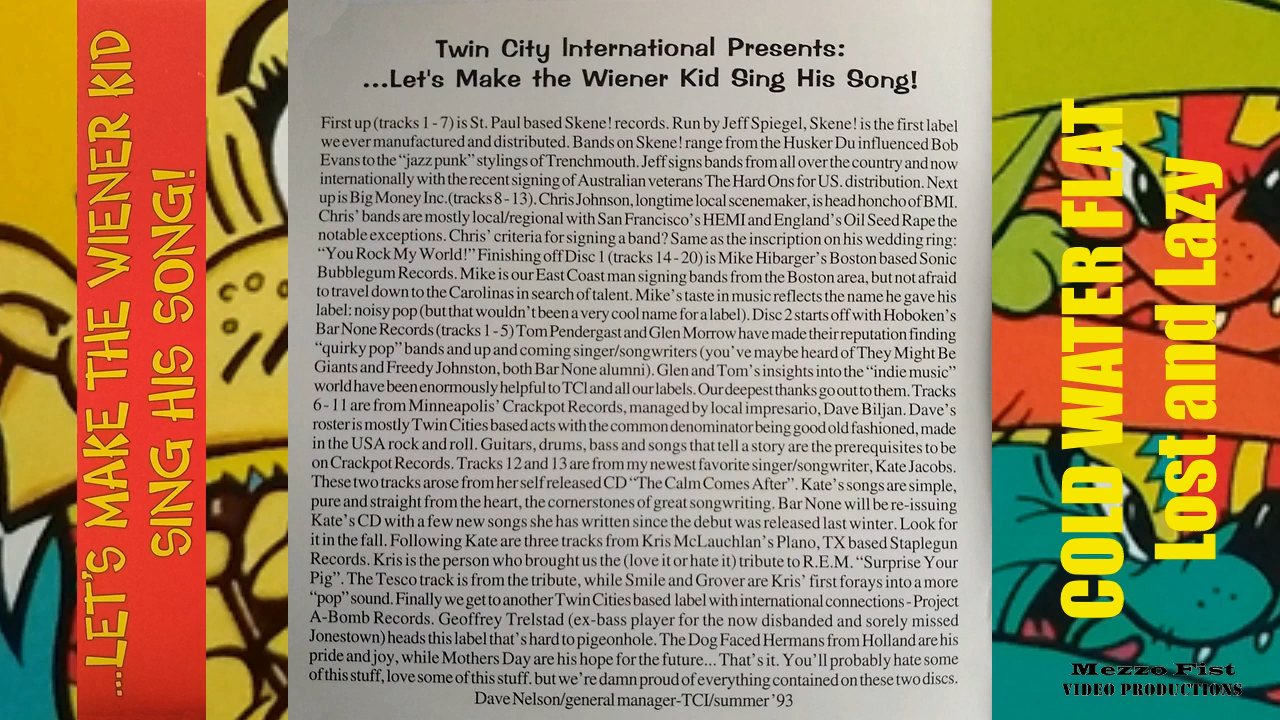 ...LET'S MAKE THE WIENER KID
SING HIS SONG!
Twin City International Presents:
...Let's Make the Wiener Kid Sing His Song!
First up (tracks 1 - 7) is St. Paul based Skene! records. Run by Jeff Spiegel, Skene! is the first label
we ever manufactured and distributed. Bands on Skene! range from the Husker Du influenced Bob
Evans to the “jazz punk” stylings of Trenchmouth. Jeff signs bands from all over the country and now
internationally with the recent signing of Australian veterans The Hard Ons for US. distribution. Next
up is Big Money Inc.(tracks 8 - 13). Chris Johnson, longtime local scenemaker, is head honcho of BMI.
Chris’ bands are mostly local/regional with San Francisco’s HEMI and England’s Oil Seed Rape the
notable exceptions. Chris’ criteria for signing a band? Same as the inscription on his wedding ring:
“You Rock My World!” Finishing off Disc 1 (tracks 14 - 20) is Mike Hibarger’s Boston based Sonic
Bubblegum Records. Mike is our East Coast man signing bands from the Boston area, but not afraid
to travel down to the Carolinas in search of talent. Mike’s taste in music reflects the name he gave his
label: noisy pop (but that wouldn’t been a very cool name for a label). Disc 2 starts off with Hoboken’s
Bar None Records (tracks 1 - 5) Tom Pendergast and Glen Morrow have made their reputation finding
“quirky pop” bands and up and coming singer/songwriters (you’ve maybe heard of They Might Be
Giants and Freedy Johnston, both Bar None alumni). Glen and Tom’s insights into the “indie music”
world have been enormously helpful to TCI and all our labels. Our deepest thanks go out to them. Tracks
6 - 11 are from Minneapolis’ Crackpot Records, managed by local impresario, Dave Biljan. Dave’s
roster is mostly Twin Cities based acts with the common denominator being good old fashioned, made
in the USA rock and roll. Guitars, drums, bass and songs that tell a story are the prerequisites to be
on Crackpot Records. Tracks 12 and 13 are from my newest favorite singer/songwriter, Kate Jacobs.
These two tracks arose from her self released CD “The Calm Comes After”. Kate’s songs are simple,
pure and straight from the heart, the cornerstones of great songwriting. Bar None will be re-issuing
Kate’s CD with a few new songs she has written since the debut was released last winter. Look for
it in the fall. Following Kate are three tracks from Kris McLauchlan’s Plano, TX based Staplegun
Records. Kris is the person who brought us the (love it or hate it) tribute to R.E.M. “Surprise Your
Pig”. The Tesco track is from the tribute, while Smile and Grover are Kris’ first forays into a more
“pop” sound. Finally we get to another Twin Cities based label with international connections - Project
A-Bomb Records. Geoffrey Trelstad (ex-bass player for the now disbanded and sorely missed
Jonestown) heads this label that’s hard to pigeonhole. The Dog Faced Hermans from Holland are his
pride and joy, while Mothers Day are his hope for the future... That’s it. You’ll probably hate some
of this stuff, love some of this stuff. but we’re damn proud of everything contained on these two discs.
Dave Nelson/general manager-TCI/summer ’93
COLD WATER FLAT
Lost and Lazy
Mezzo Fist
VIDEO PRODUCTIONS